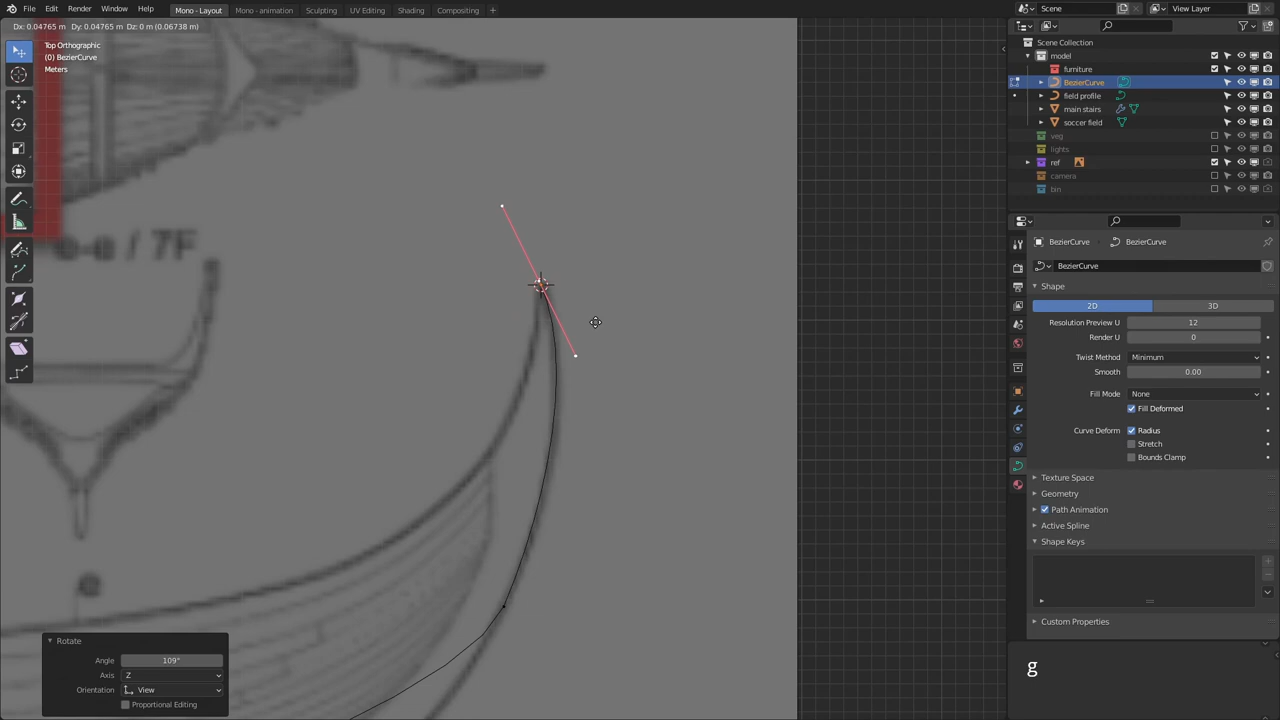 File Edit Render Window Help
Mono - Layout Mono - animation Sculpting UV Editing Shading Compositing +
Scene View Layer
Dx: 0.04765 m Dy: 0.04765 m Dz: 0 m (0.06738 m)
Top Orthographic
(0) BezierCurve
Meters
e-e / 7F
e
Rotate
Angle 109°
Axis Z
Orientation View
Proportional Editing
Scene Collection
model
furniture
BezierCurve
field profile
main stairs
soccer field
veg
lights
ref
camera
bin
BezierCurve BezierCurve
BezierCurve
Shape
2D 3D
Resolution Preview U 12
Render U 0
Twist Method Minimum
Smooth 0.00
Fill Mode None
Fill Deformed
Curve Deform Radius
Stretch
Bounds Clamp
Texture Space
Geometry
Path Animation
Active Spline
Shape Keys
Custom Properties
g